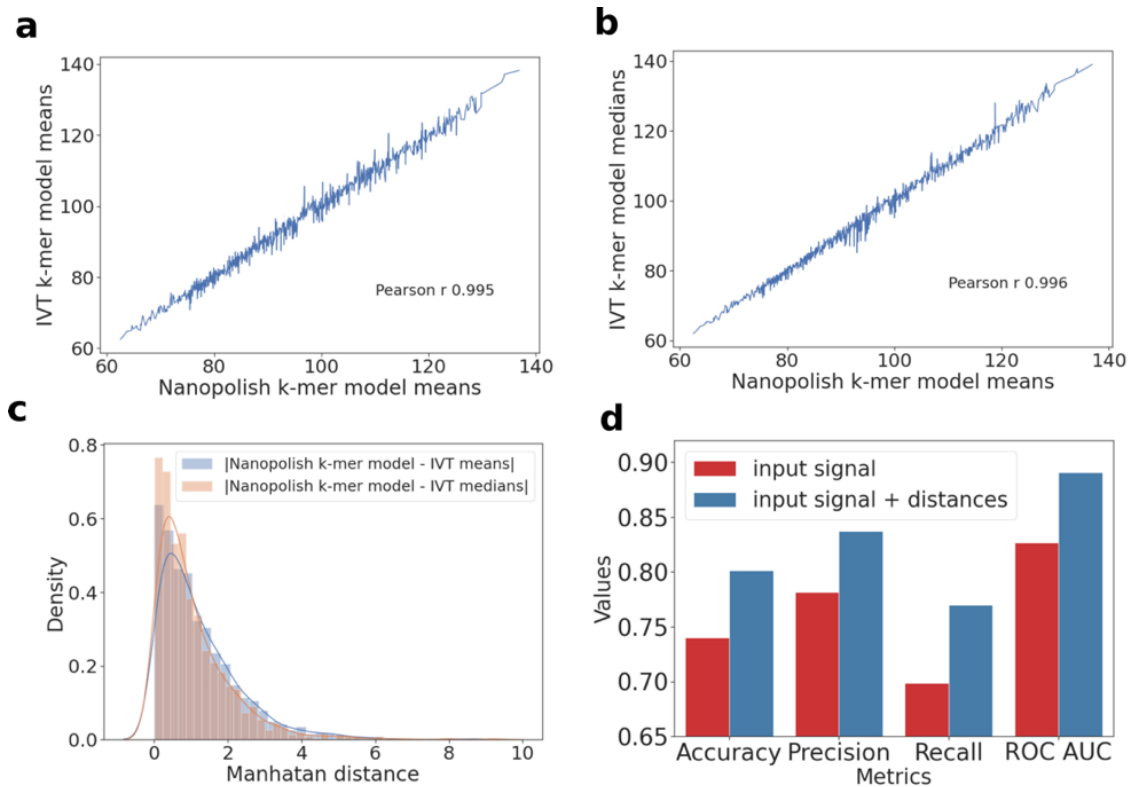 a
140
120
100
80
60
IVT k-mer model means
Pearson r 0.995
60 80 100 120 140
Nanopolish k-mer model means
b
140
120
100
80
60
IVT k-mer model medians
Pearson r 0.996
60 80 100 120 140
Nanopolish k-mer model means
c
0.8
0.6
0.4
0.2
0.0
Density
|Nanopolish k-mer model - IVT means|
|Nanopolish k-mer model - IVT medians|
0 2 4 6 8 10
Manhatan distance
d
0.90
0.85
0.80
0.75
0.70
0.65
Values
input signal
input signal + distances
Accuracy Precision Recall ROC AUC
Metrics